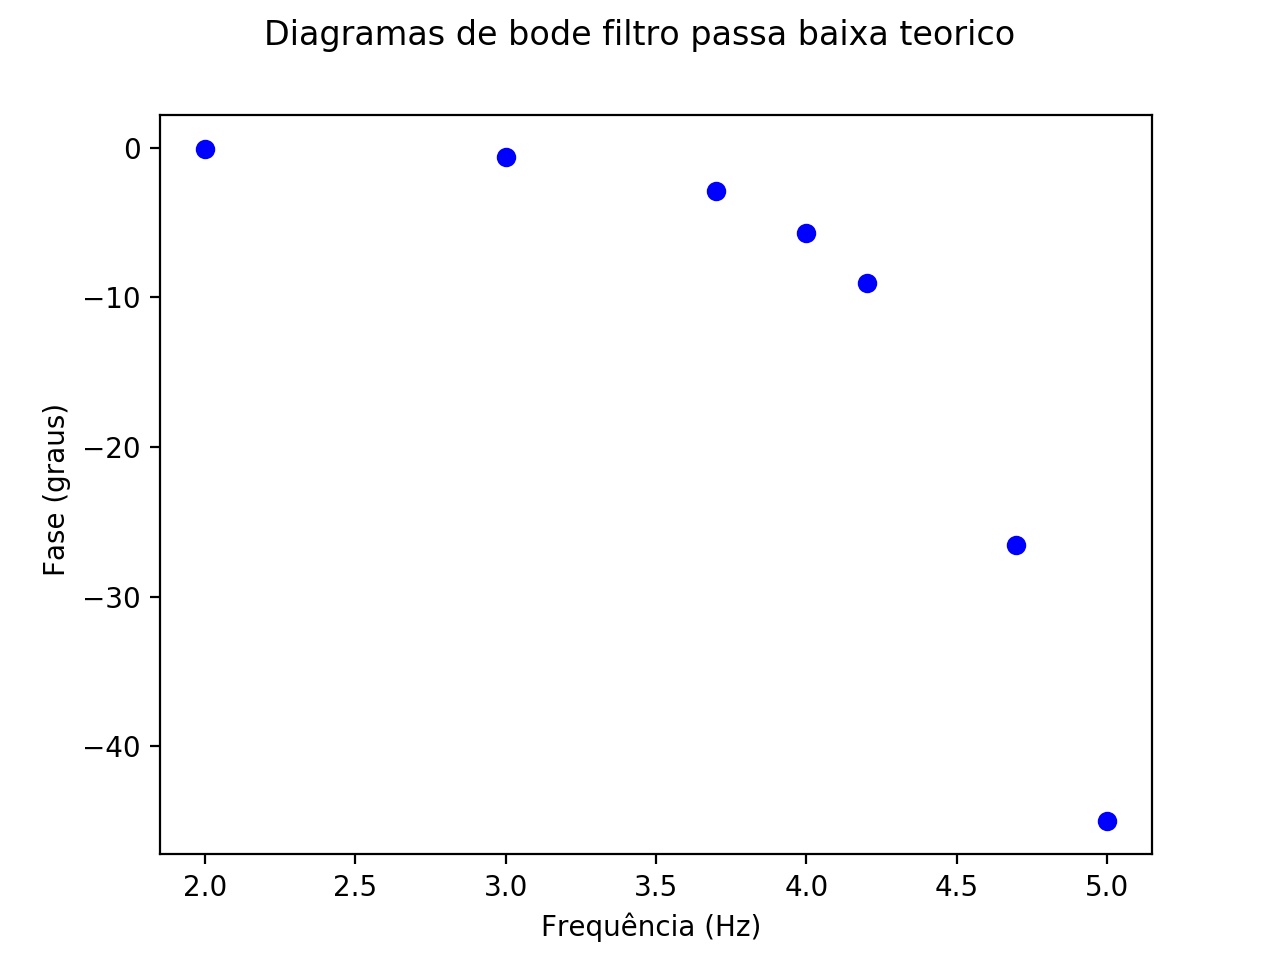 Diagramas de bode filtro passa baixa teorico
0
−10
−20
−30
−40
Fase (graus)
2.0 2.5 3.0 3.5 4.0 4.5 5.0
Frequência (Hz)